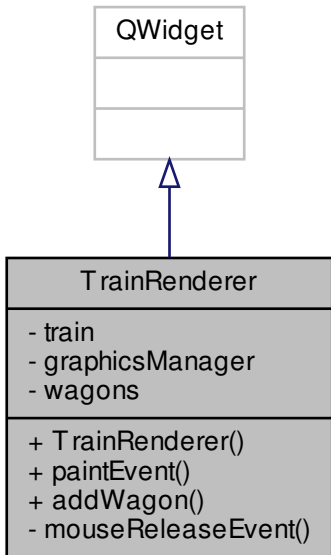 QWidget
TrainRenderer
- train
- graphicsManager
- wagons
+ TrainRenderer()
+ paintEvent()
+ addWagon()
- mouseReleaseEvent()